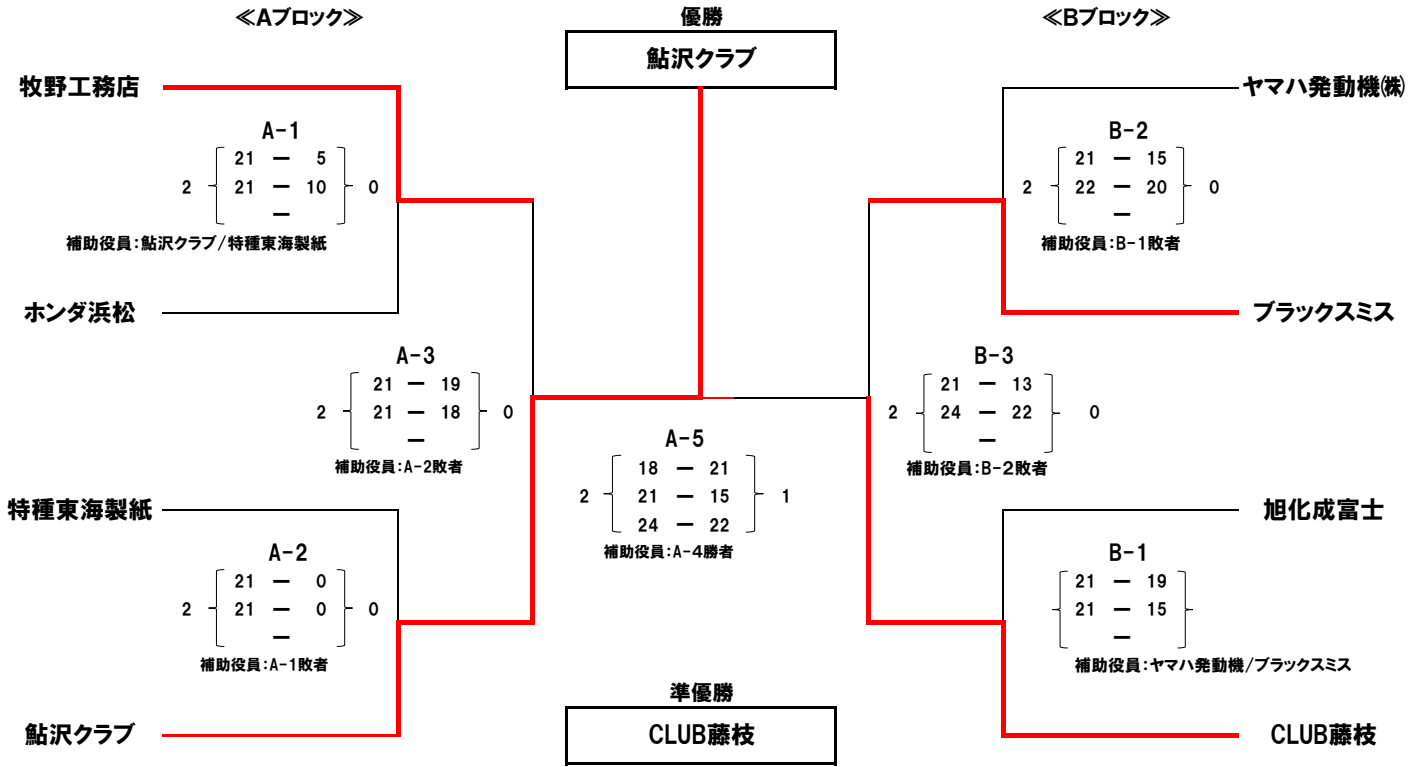 ≪Aブロック≫
優勝
≪Bブロック≫
鮎沢クラブ
牧野工務店
ヤマハ発動機㈱
A-1
21 ー 5
2 21 ー 10 0
ー
補助役員:鮎沢クラブ/特種東海製紙
B-2
21 ー 15
2 22 ー 20 0
ー
補助役員:B-1敗者
ホンダ浜松
ブラックスミス
A-3
21 ー 19
2 21 ー 18 0
ー
補助役員:A-2敗者
B-3
21 ー 13
2 24 ー 22 0
ー
補助役員:B-2敗者
A-5
18 ー 21
2 21 ー 15 1
24 ー 22
補助役員:A-4勝者
特種東海製紙
旭化成富士
A-2
21 ー 0
2 21 ー 0 0
ー
補助役員:A-1敗者
B-1
21 ー 19
21 ー 15
ー
補助役員:ヤマハ発動機/ブラックスミス
準優勝
鮎沢クラブ
CLUB藤枝
CLUB藤枝